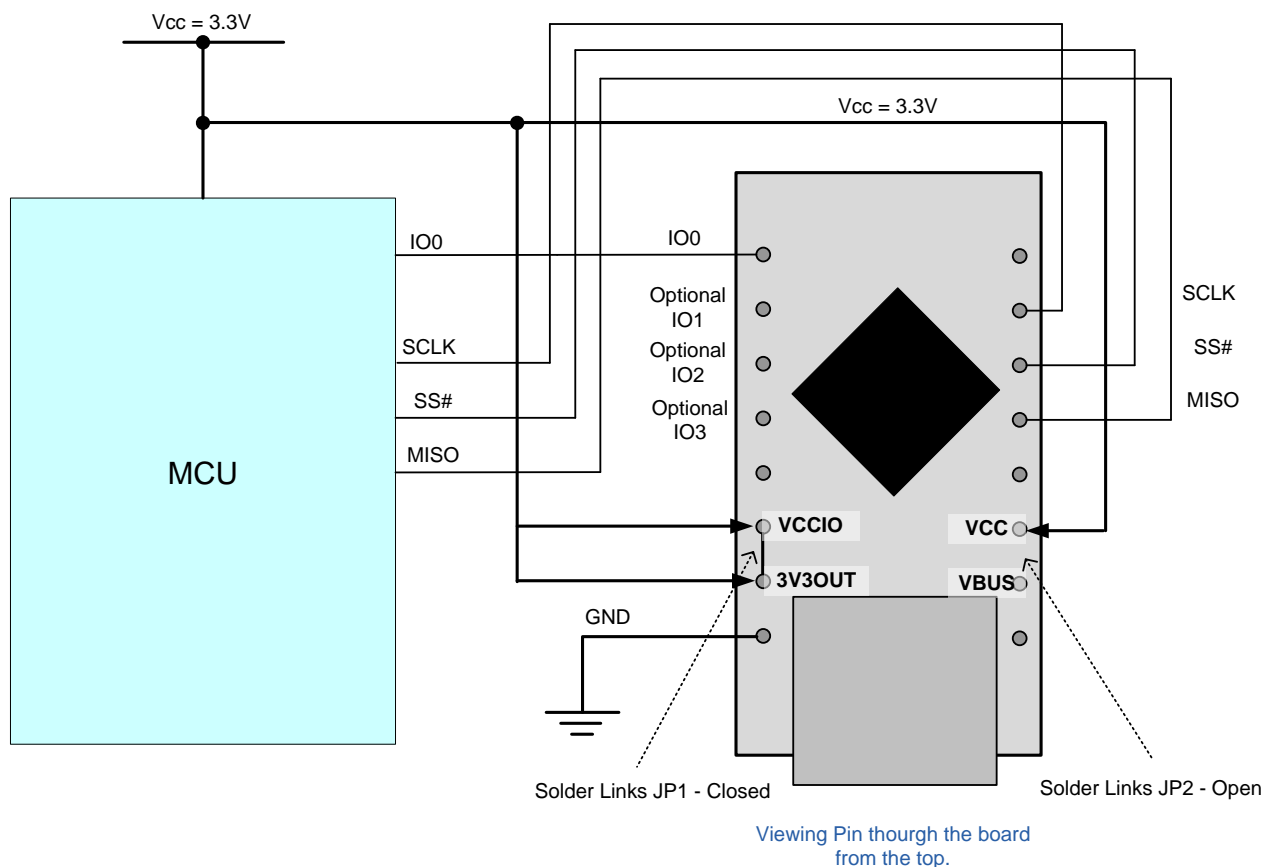 Vcc = 3.3V
Vcc = 3.3V
IO0
IO0
Optional
IO1
SCLK
SCLK
Optional
IO2
SS#
SS#
Optional
IO3
MISO
MISO
MCU
VCCIO
VCC
3V3OUT
VBUS
GND
Solder Links JP1 - Closed
Solder Links JP2 - Open
Viewing Pin thourgh the board
from the top.